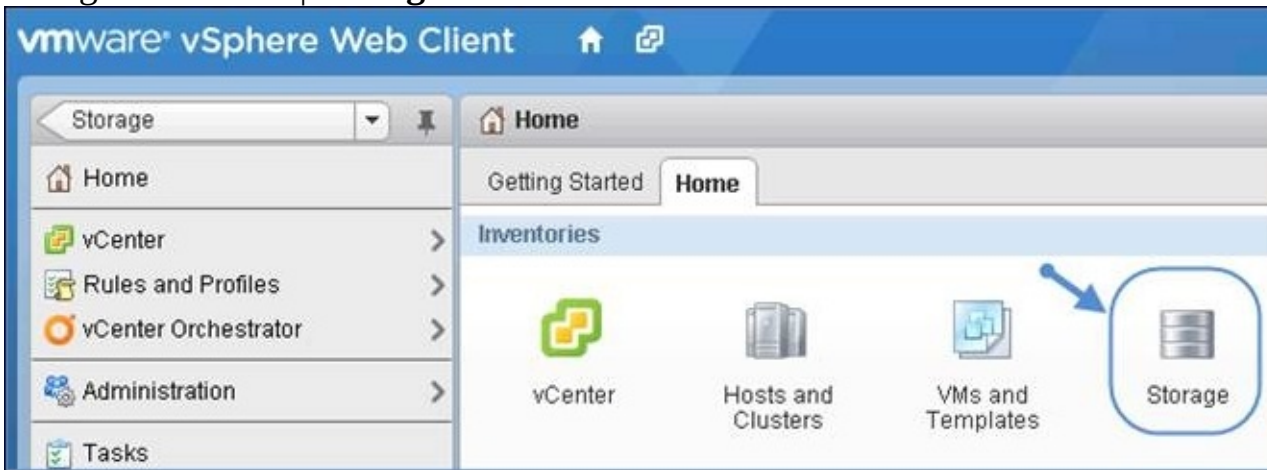 vmware vSphere Web Client
Storage
Home
vCenter
Rules and Profiles
vCenter Orchestrator
Administration
Tasks
Home
Getting Started Home
Inventories
vCenter
Hosts and
Clusters
VMs and
Templates
Storage